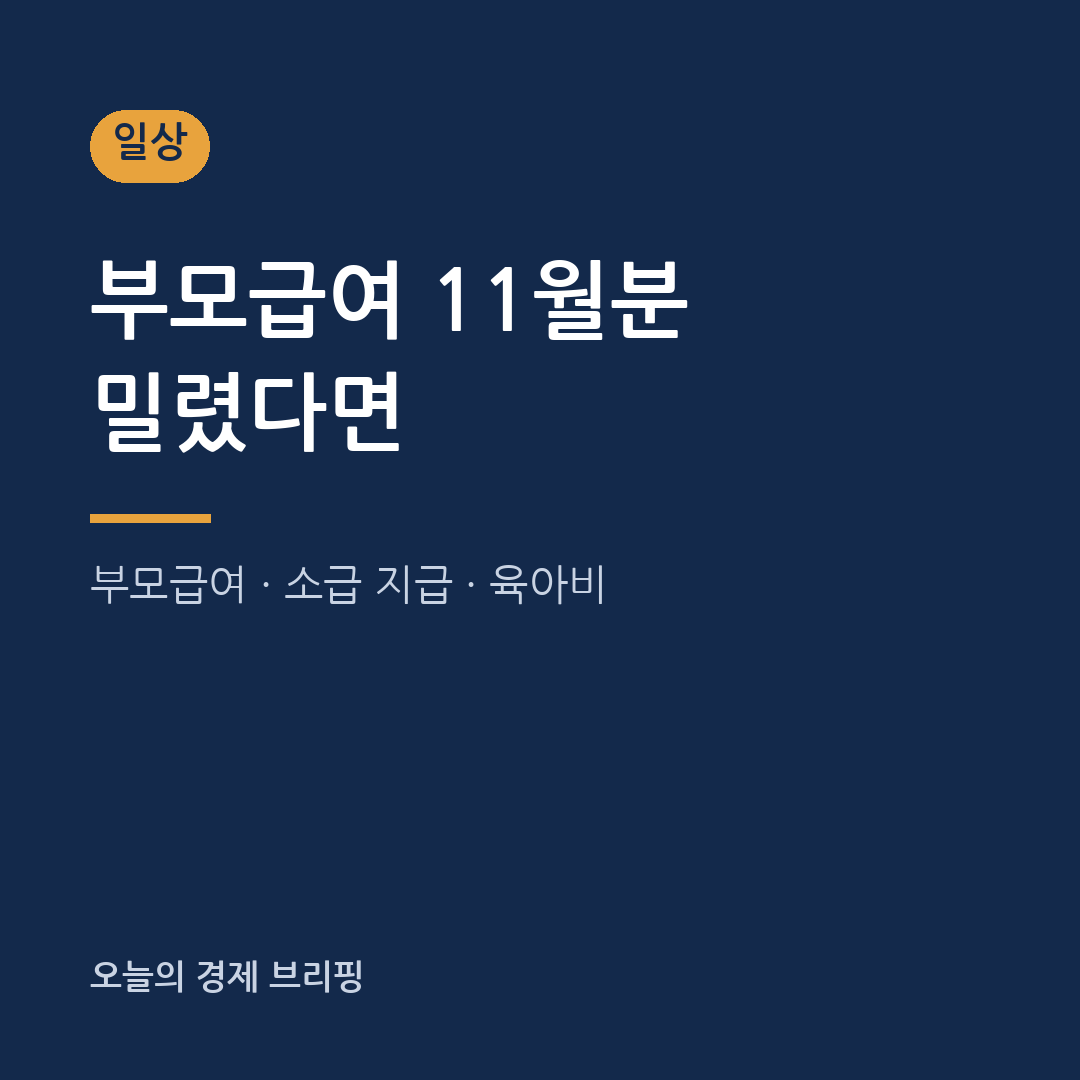 일상
부모급여 11월분
밀렸다면
부모급여 · 소급 지급 · 육아비
오늘의 경제 브리핑